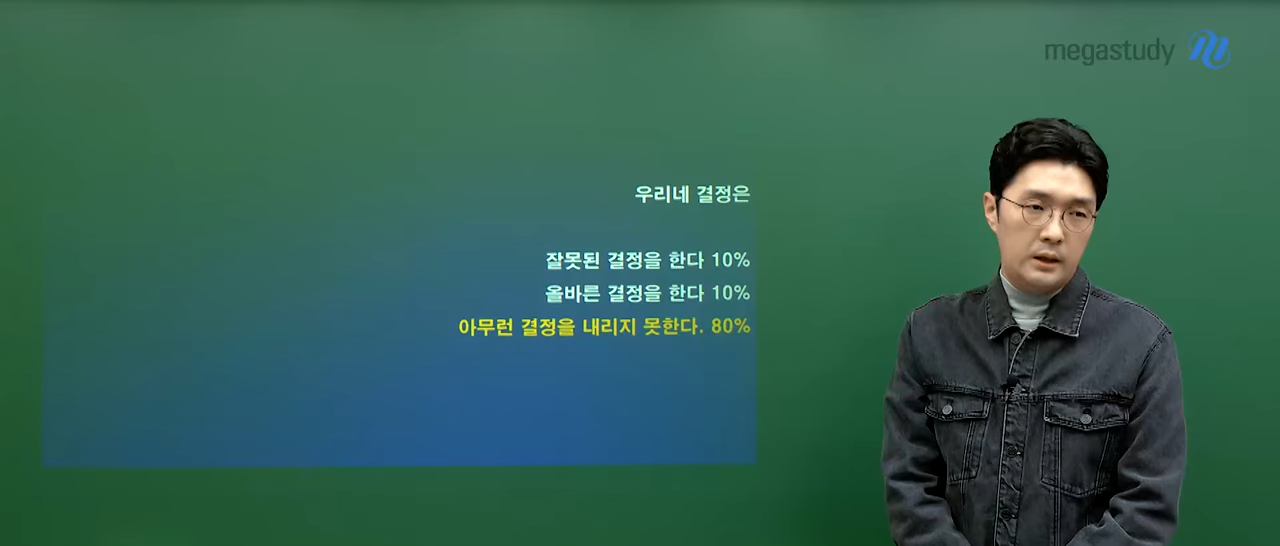 megastudy
우리네 결정은
잘못된 결정을 한다 10%
올바른 결정을 한다 10%
아무런 결정을 내리지 못한다. 80%